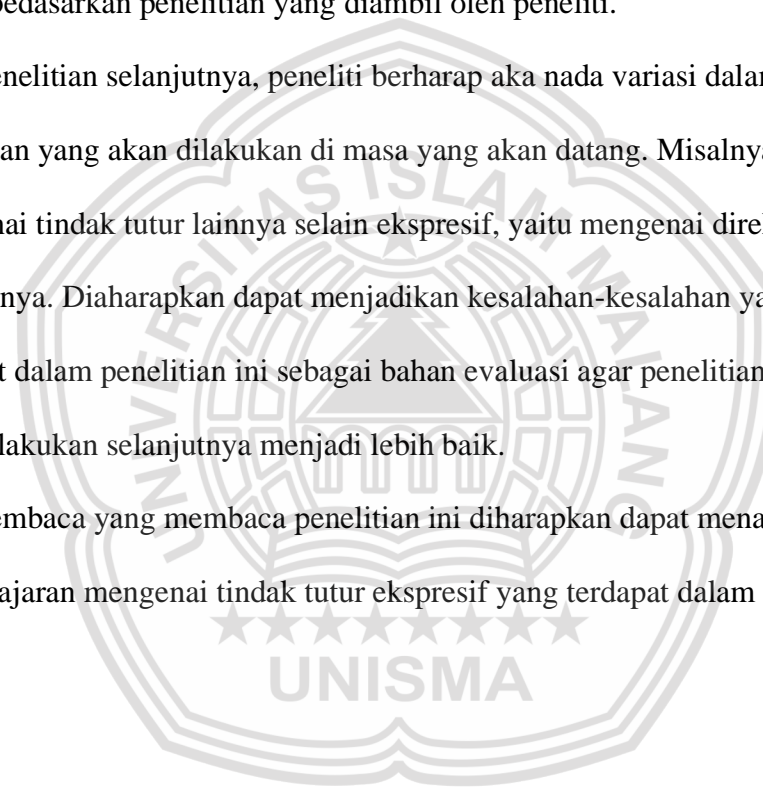 bedasarkan penelitian yang diambil oleh peneliti.
enelitian selanjutnya, peneliti berharap aka nada variasi dalam
an yang akan dilakukan di masa yang akan datang. Misalnya
nai tindak tutur lainnya selain ekspresif, yaitu mengenai direk
nya. Diaharapkan dapat menjadikan kesalahan-kesalahan ya
t dalam penelitian ini sebagai bahan evaluasi agar penelitian
lakukan selanjutnya menjadi lebih baik.
embaca yang membaca penelitian ini diharapkan dapat mena
ajaran mengenai tindak tutur ekspresif yang terdapat dalam
UNIVERSITAS ISLAM MALANG
UNISMA